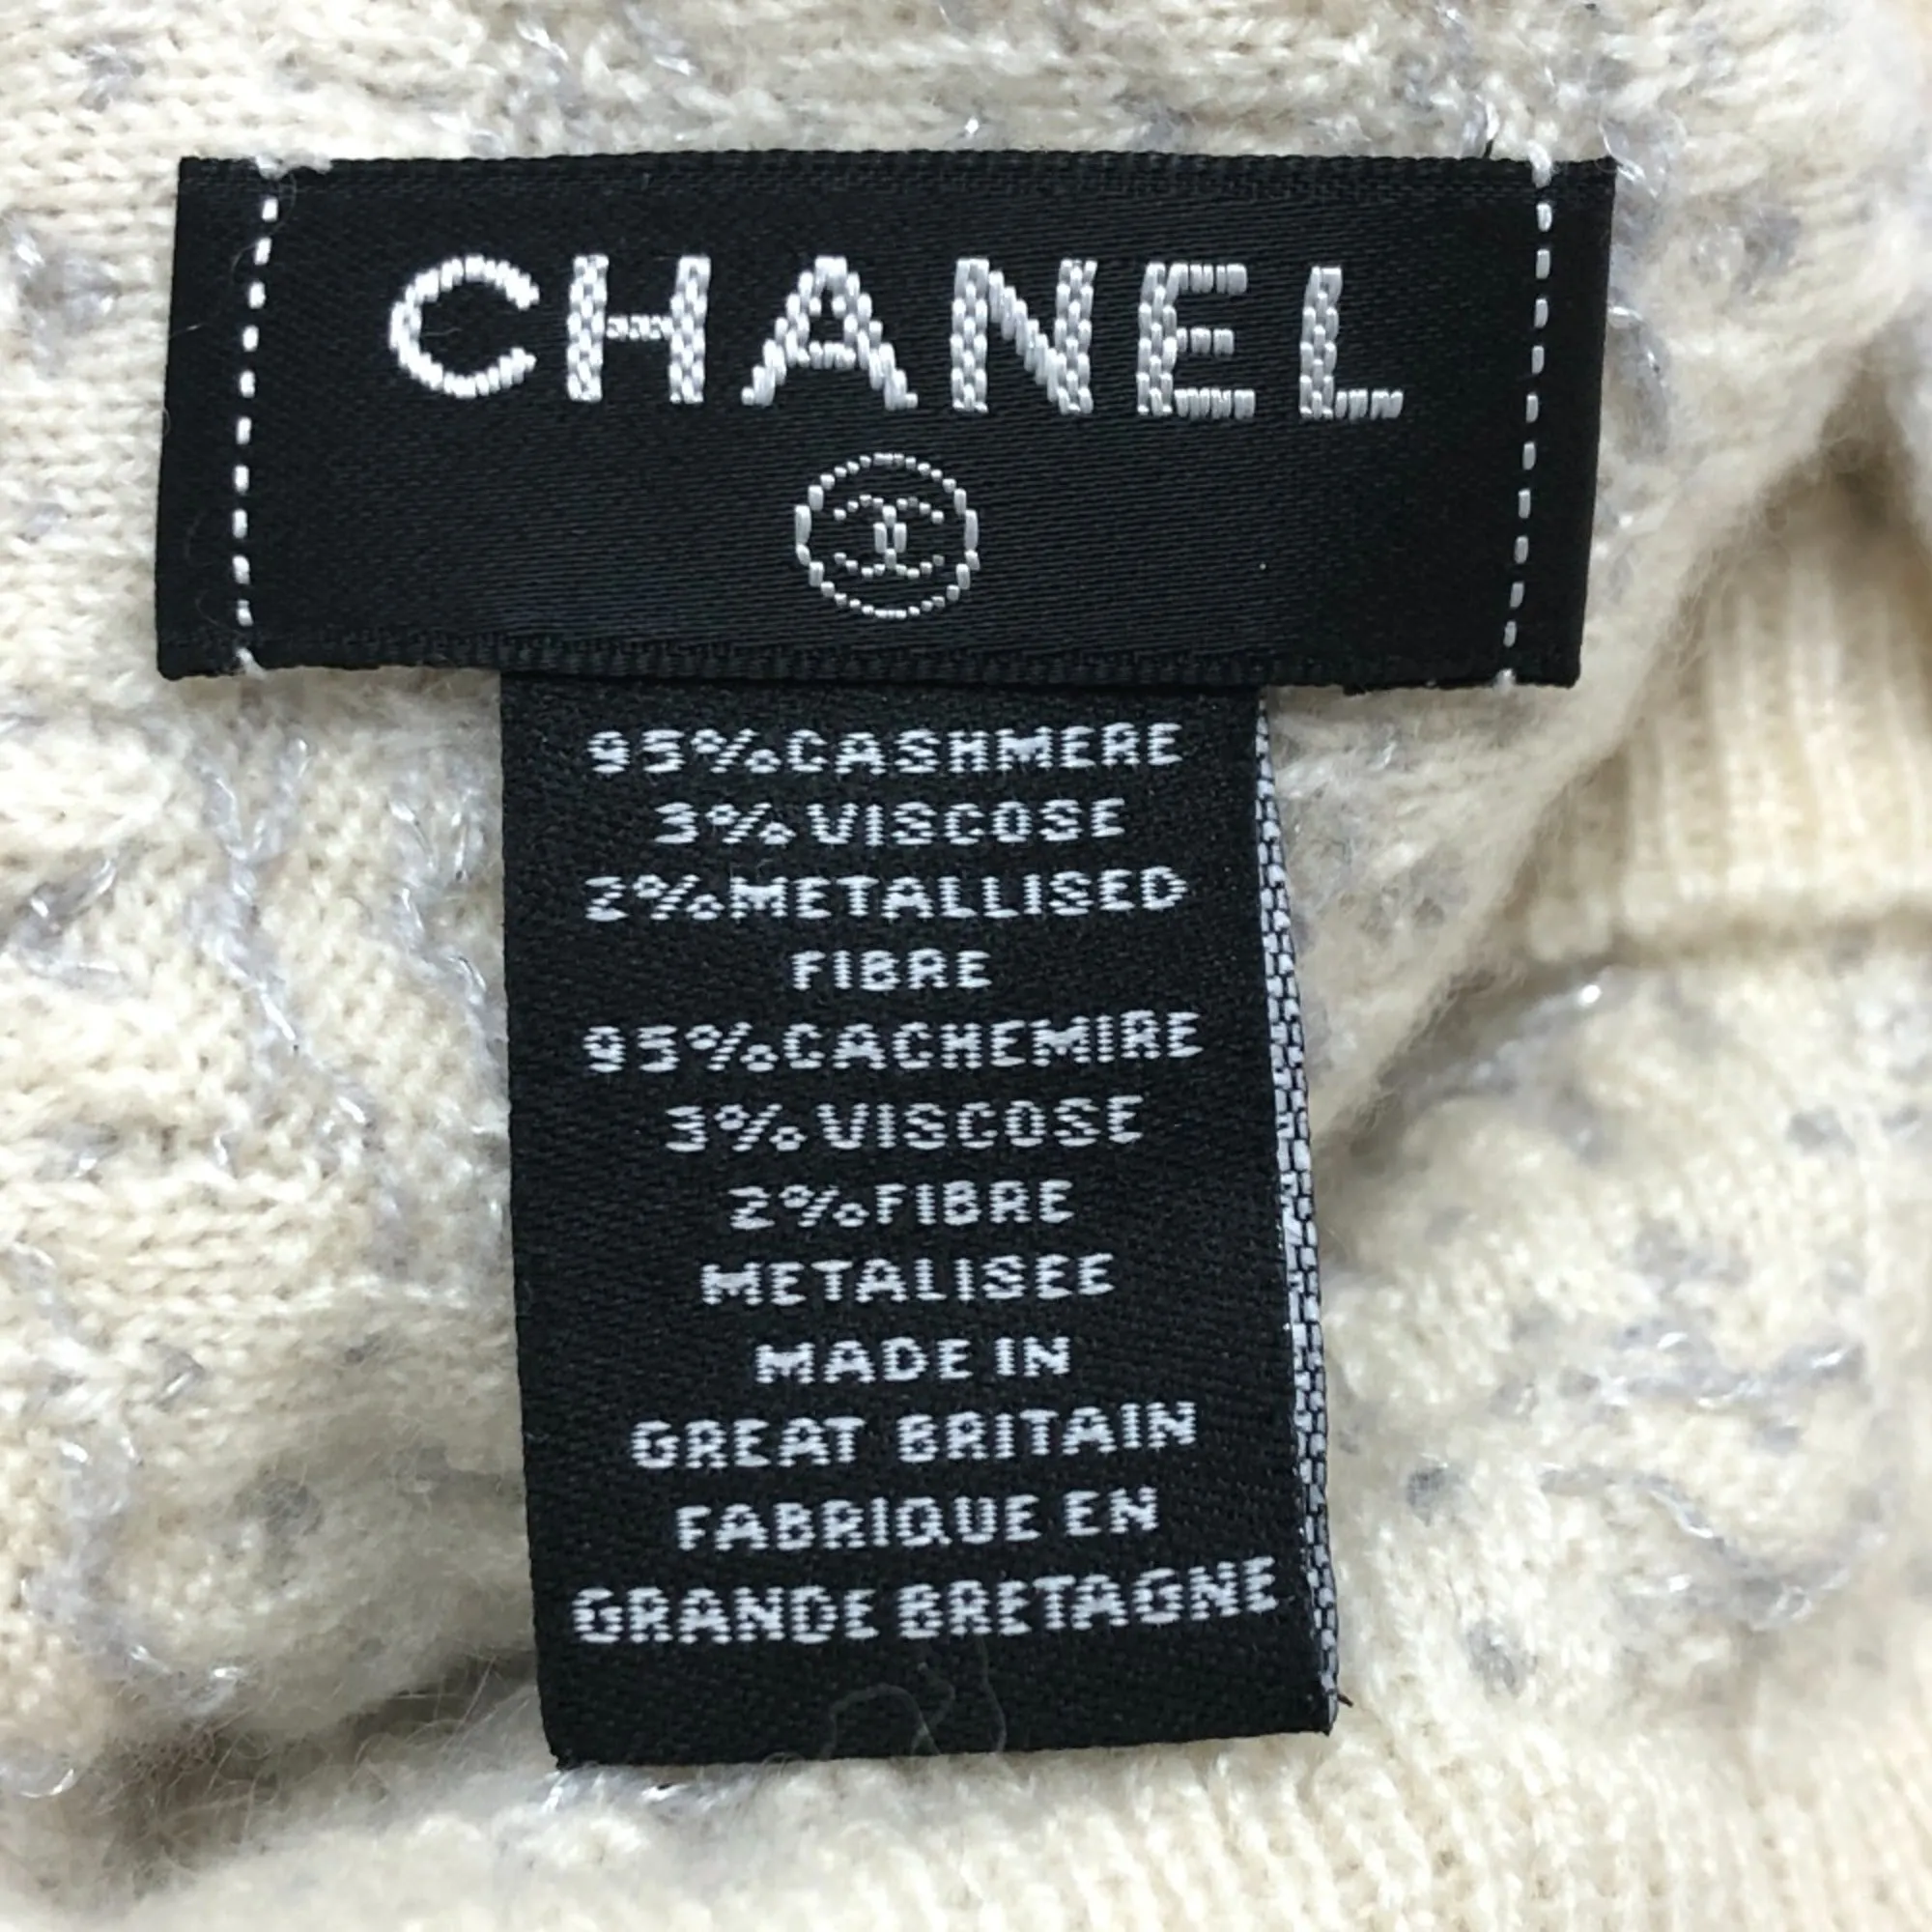 CHANEL
95%CASHMERE
3%VISCOSE
2%METALLISED
FIBRE
95%CACHEMIRE
3%VISCOSE
2%FIBRE
METALISEE
MADE IN
GREAT BRITAIN
FABRIQUE EN
GRANDE BRETAGNE